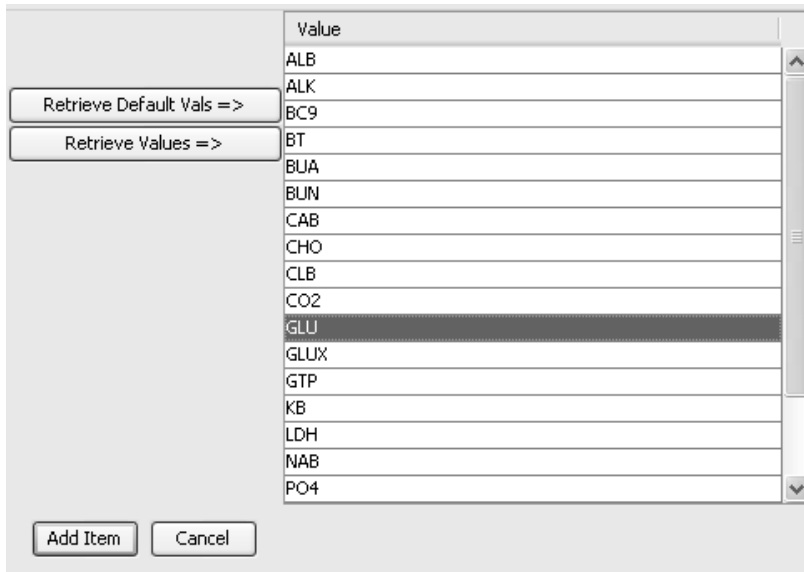 Value
ALB
ALK
Retrieve Default Vals =>
BC9
Retrieve Values =>
BT
BUA
BUN
CAB
CHO
CLB
CO2
GLU
GLUX
GTP
KB
LDH
NAB
PO4
Add Item Cancel